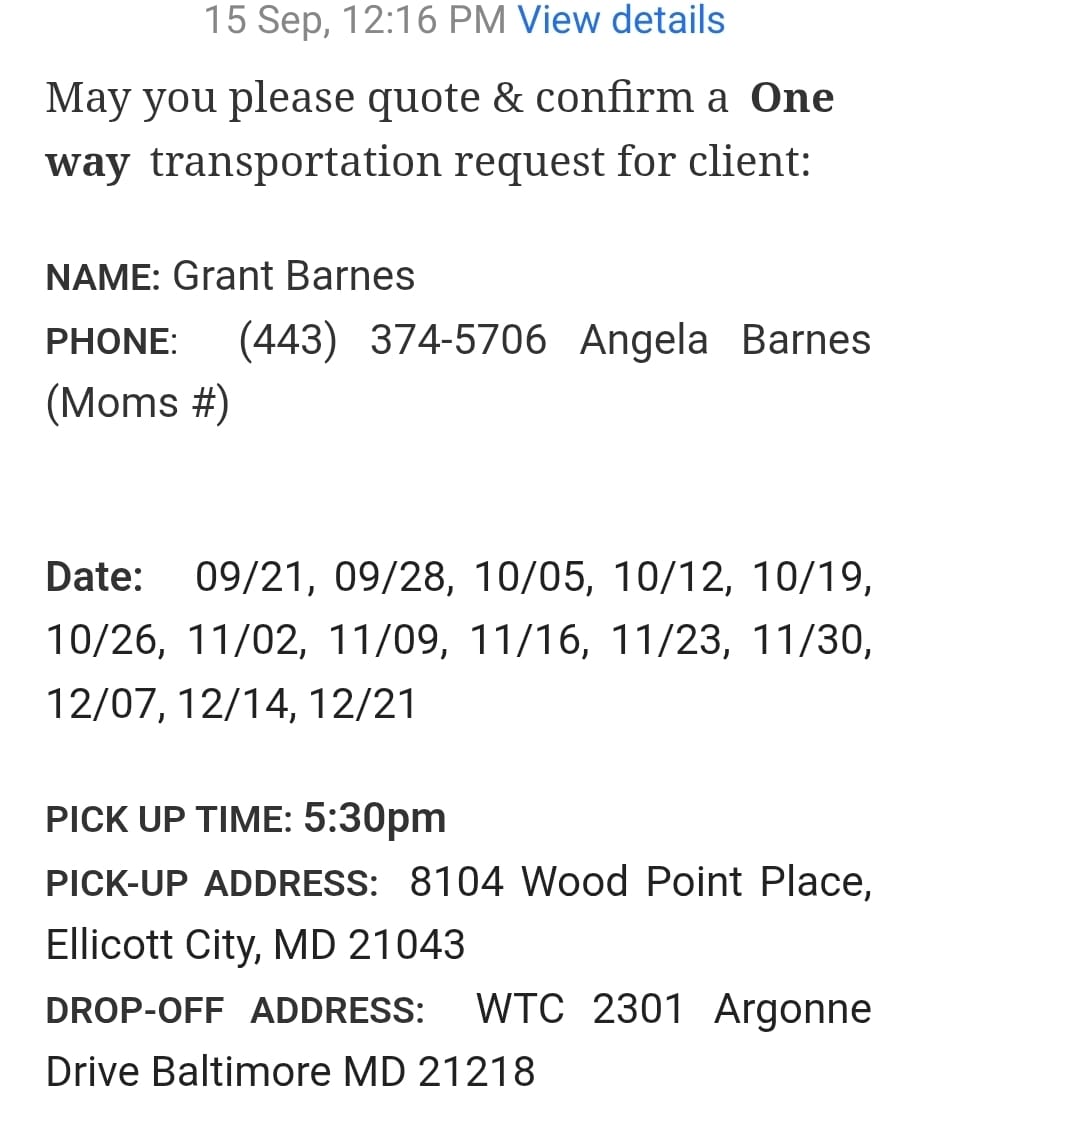 15 Sep, 12:16 PM View details
May you please quote & confirm a One
way transportation request for client:
NAME: Grant Barnes
PHONE: (443) 374-5706 Angela Barnes
(Moms #)
Date: 09/21, 09/28, 10/05, 10/12, 10/19,
10/26, 11/02, 11/09, 11/16, 11/23, 11/30,
12/07, 12/14, 12/21
PICK UP TIME: 5:30pm
PICK-UP ADDRESS: 8104 Wood Point Place,
Ellicott City, MD 21043
DROP-OFF ADDRESS: WTC 2301 Argonne
Drive Baltimore MD 21218